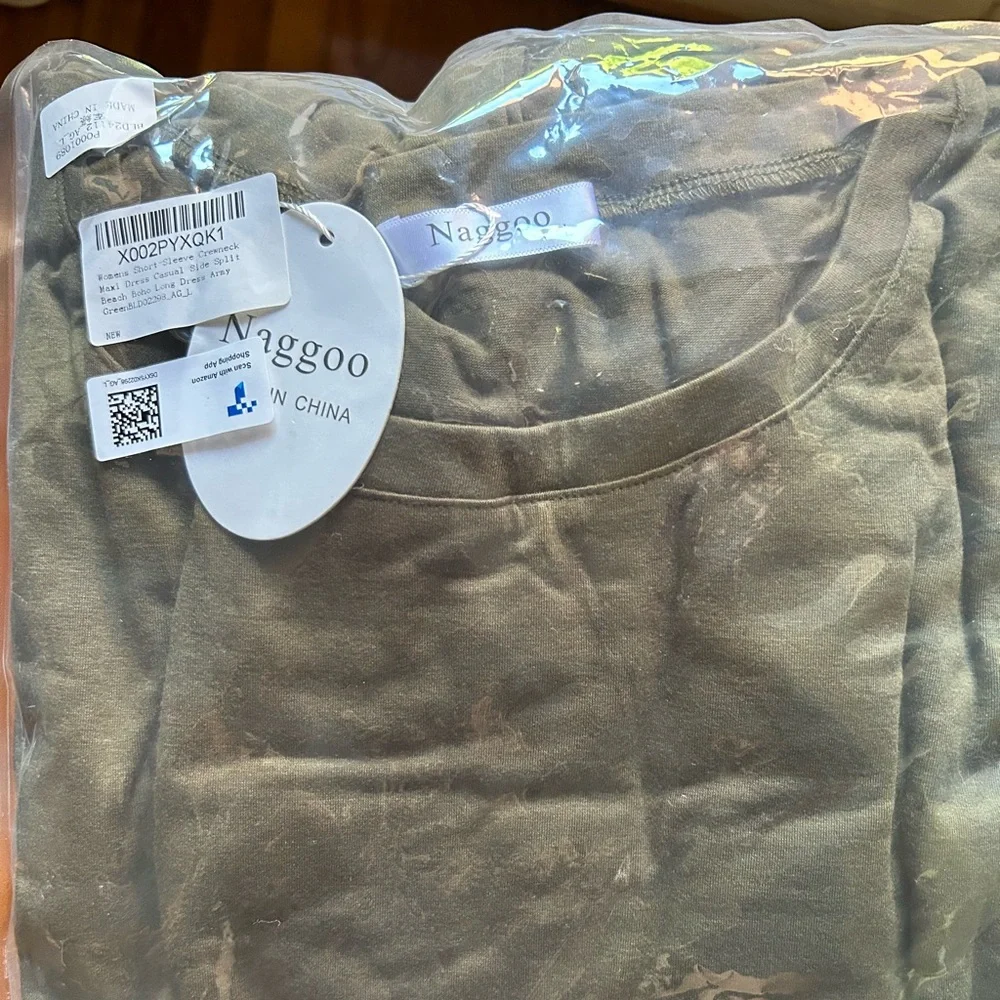 MADE IN CHINA
X002PYXQK1
Womens Short-Sleeve Crewneck
Maxi Dress Casual Side Split
Beach Boho Long Dress Army
GreenBLD02298_AG_L
NEW
Naggoo
Naggoo
IN CHINA
Scan with Amazon
Shopping App